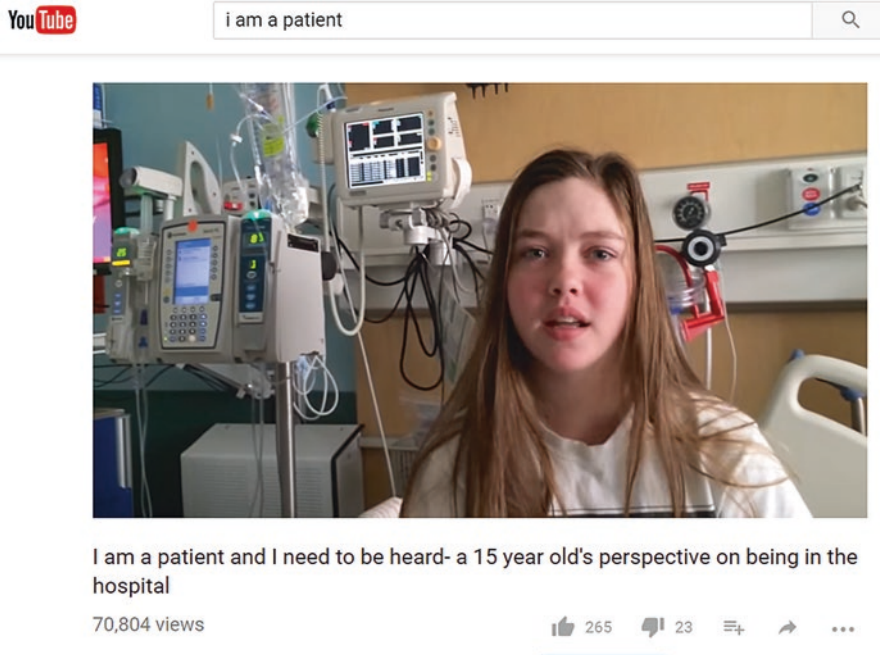 YouTube
i am a patient
I am a patient and I need to be heard- a 15 year old's perspective on being in the
hospital
70,804 views
265
23